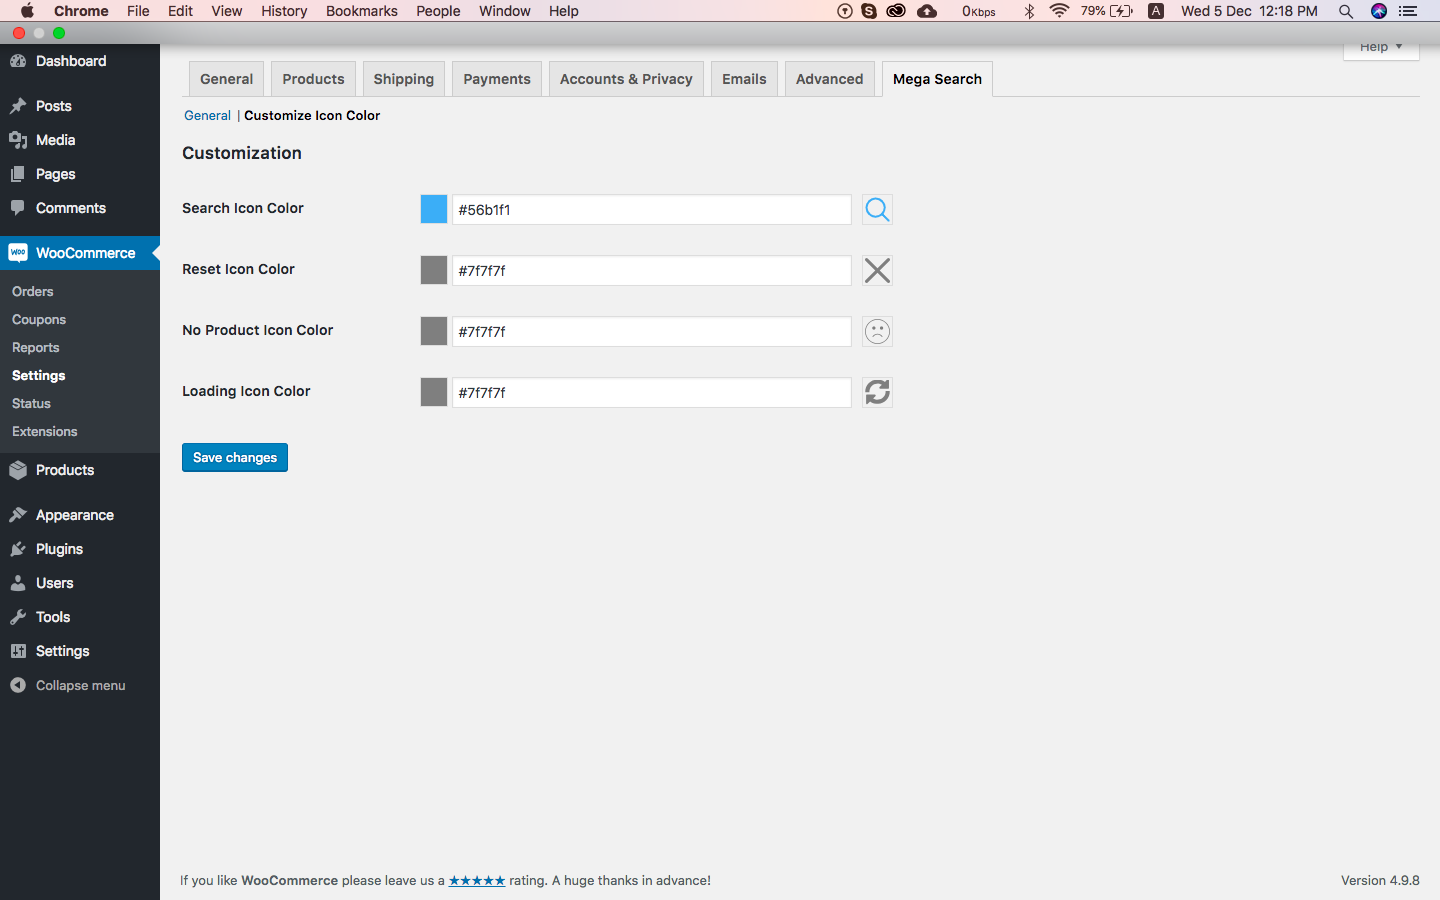 Chrome File Edit View History Bookmarks People Window Help 0Kbps 79% A Wed 5 Dec 12:18 PM
Help
Dashboard
Posts
Media
Pages
Comments
woo WooCommerce
Orders
Coupons
Reports
Settings
Status
Extensions
Products
Appearance
Plugins
Users
Tools
Settings
Collapse menu
General Products Shipping Payments Accounts & Privacy Emails Advanced Mega Search
General | Customize Icon Color
Customization
Search Icon Color #56b1f1
Reset Icon Color #7f7f7f
No Product Icon Color #7f7f7f
Loading Icon Color #7f7f7f
Save changes
If you like WooCommerce please leave us a ★★★★★ rating. A huge thanks in advance! Version 4.9.8